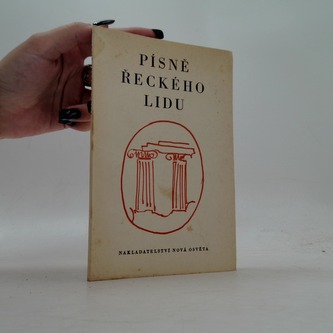 PÍSNĚ
ŘECKÉHO
LIDU
NAKLADATELSTVÍ NOVÁ OSVĚTA